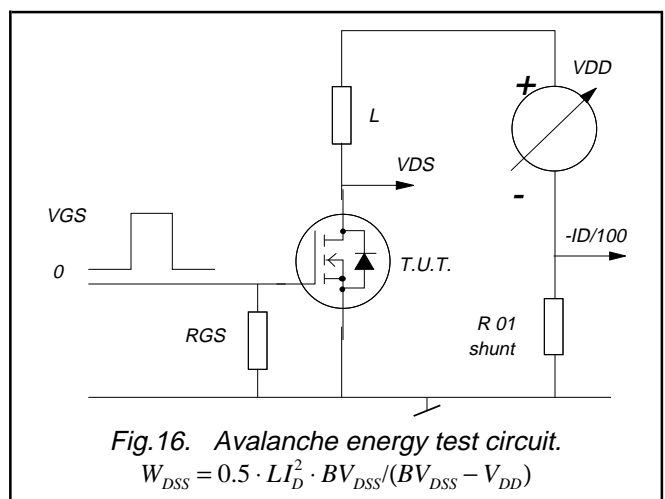 VDD
+
L
VDS
-
VGS
-ID/100
0
T.U.T.
RGS
R 01
shunt
Fig.16. Avalanche energy test circuit.
W_DSS = 0.5 · LI_D^2 · BV_DSS/(BV_DSS − V_DD)